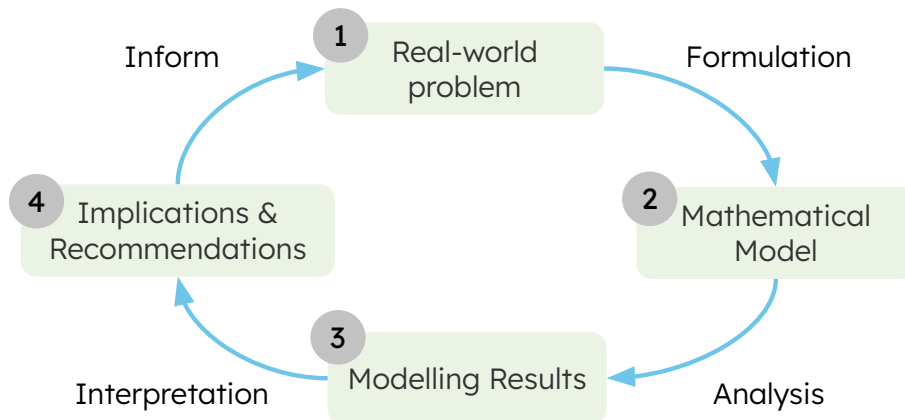 Inform
1
Real-world
problem
Formulation
4
Implications &
Recommendations
2
Mathematical
Model
3
Modelling Results
Interpretation
Analysis